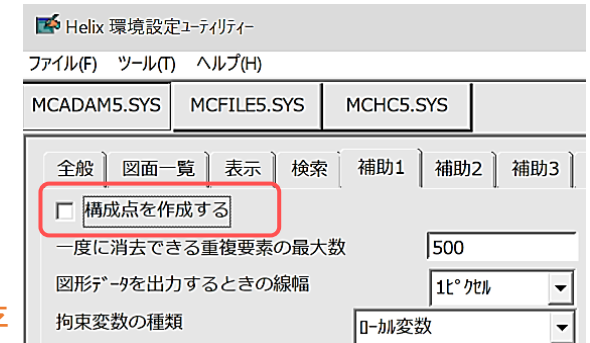 Helix 環境設定ﾕｰﾃｨﾘﾃｨｰ
ファイル(F) ツール(T) ヘルプ(H)
MCADAM5.SYS MCFILE5.SYS MCHC5.SYS
全般 図面一覧 表示 検索 補助1 補助2 補助3
構成点を作成する
一度に消去できる重複要素の最大数 500
図形ﾃﾞｰﾀを出力するときの線幅 1ﾋﾟｸｾﾙ
拘束変数の種類 ﾛｰｶﾙ変数